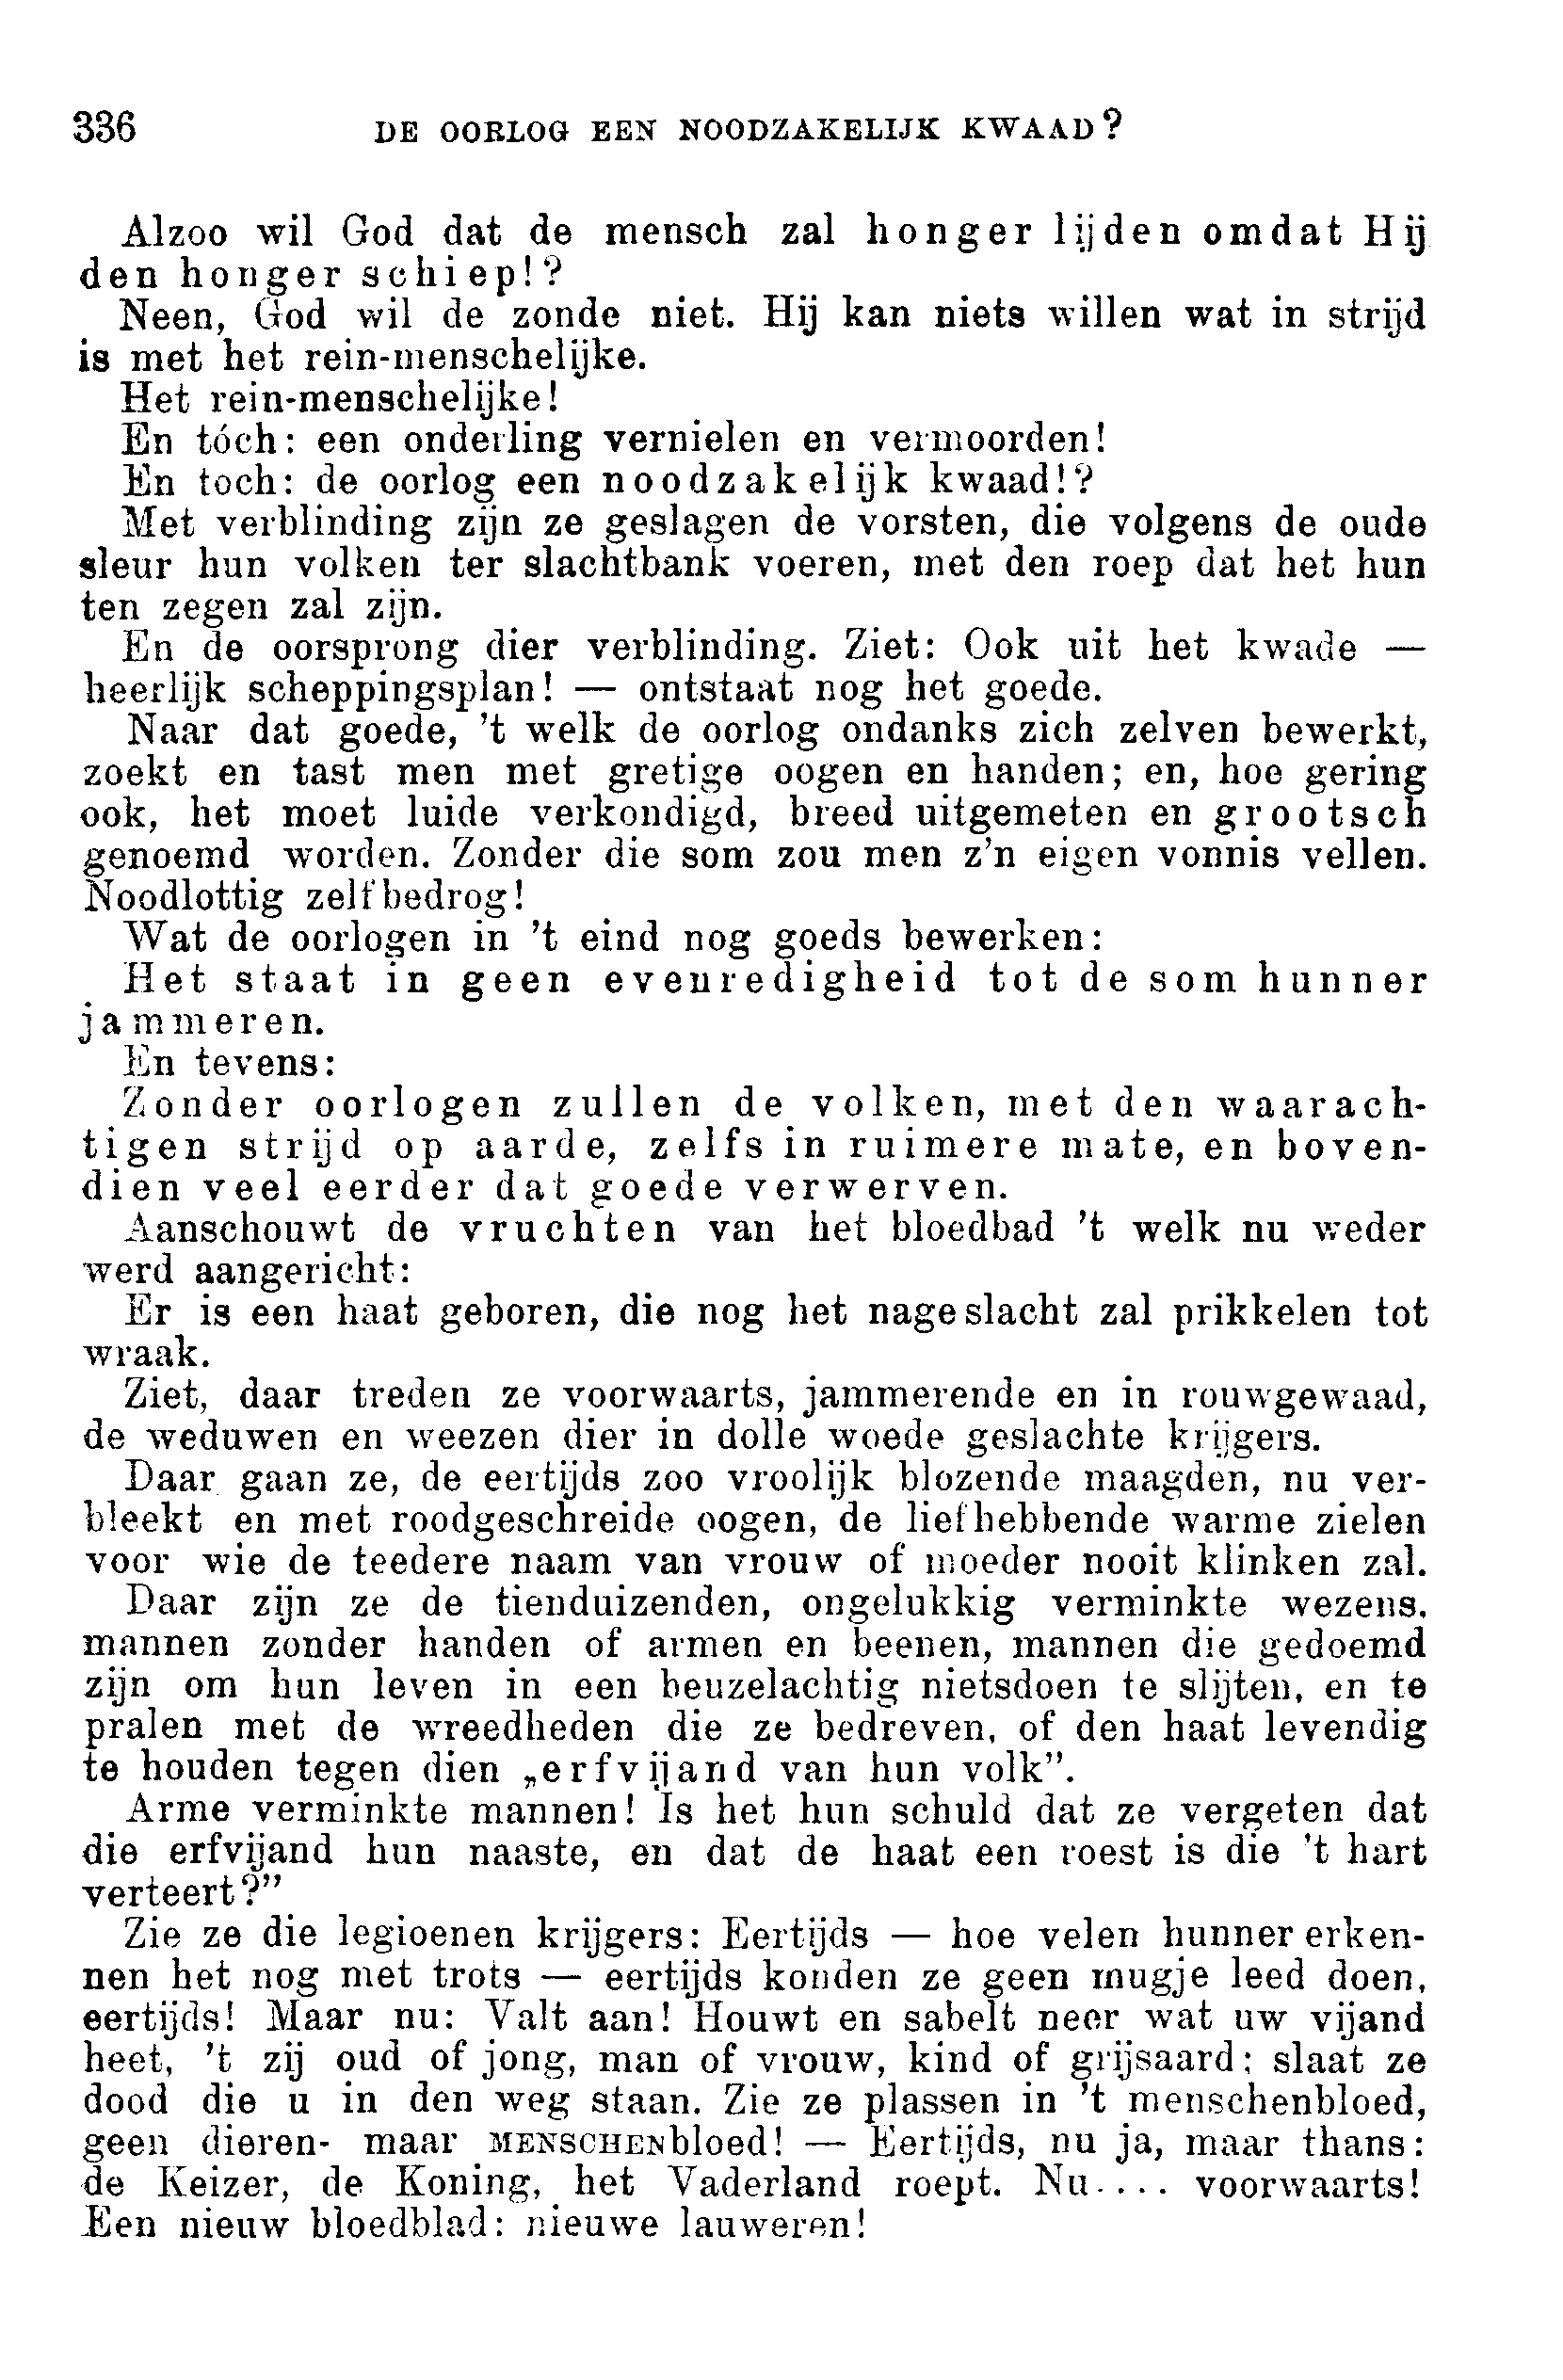 336 DE OORLOG EEN NOODZAKELIJK KWAAD?
Alzoo wil God dat de mensch zal honger lijden omdat Hij
den honger schiep!?
Neen, God wil de zonde niet. Hij kan niets willen wat in strijd
is met het rein-menschelijke.
Het rein-menschelijke!
En tóch: een onderling vernielen en vermoorden!
En toch: de oorlog een noodzakelijk kwaad!?
Met verblinding zijn ze geslagen de vorsten, die volgens de oude
sleur hun volken ter slachtbank voeren, met den roep dat het hun
ten zegen zal zijn.
En de oorsprong dier verblinding. Ziet: Ook uit het kwade —
heerlijk scheppingsplan! — ontstaat nog het goede.
Naar dat goede, 't welk de oorlog ondanks zich zelven bewerkt,
zoekt en tast men met gretige oogen en handen; en, hoe gering
ook, het moet luide verkondigd, breed uitgemeten en grootsch
genoemd worden. Zonder die som zou men z'n eigen vonnis vellen.
Noodlottig zelfbedrog!
Wat de oorlogen in 't eind nog goeds bewerken:
Het staat in geen evenredigheid tot de som hunner
jammeren.
En tevens:
Zonder oorlogen zullen de volken, met den waarach-
tigen strijd op aarde, zelfs in ruimere mate, en boven-
dien veel eerder dat goede verwerven.
Aanschouwt de vruchten van het bloedbad 't welk nu weder
werd aangericht:
Er is een haat geboren, die nog het nageslacht zal prikkelen tot
wraak.
Ziet, daar treden ze voorwaarts, jammerende en in rouwgewaad,
de weduwen en weezen dier in dolle woede geslachte krijgers.
Daar gaan ze, de eertijds zoo vroolijk blozende maagden, nu ver-
bleekt en met roodgeschreide oogen, de liefhebbende warme zielen
voor wie de teedere naam van vrouw of moeder nooit klinken zal.
Daar zijn ze de tienduizenden, ongelukkig verminkte wezens.
mannen zonder handen of armen en beenen, mannen die gedoemd
zijn om hun leven in een beuzelachtig nietsdoen te slijten, en te
pralen met de wreedheden die ze bedreven, of den haat levendig
te houden tegen dien „erfvijand van hun volk”.
Arme verminkte mannen! Is het hun schuld dat ze vergeten dat
die erfvijand hun naaste, en dat de haat een roest is die 't hart
verteert?”
Zie ze die legioenen krijgers: Eertijds — hoe velen hunner erken-
nen het nog met trots — eertijds konden ze geen mugje leed doen,
eertijds! Maar nu: Valt aan! Houwt en sabelt neer wat uw vijand
heet, 't zij oud of jong, man of vrouw, kind of grijsaard; slaat ze
dood die u in den weg staan. Zie ze plassen in 't menschenbloed,
geen dieren- maar MENSCHENbloed! — Eertijds, nu ja, maar thans:
de Keizer, de Koning, het Vaderland roept. Nu.... voorwaarts!
Een nieuw bloedblad: nieuwe lauweren!